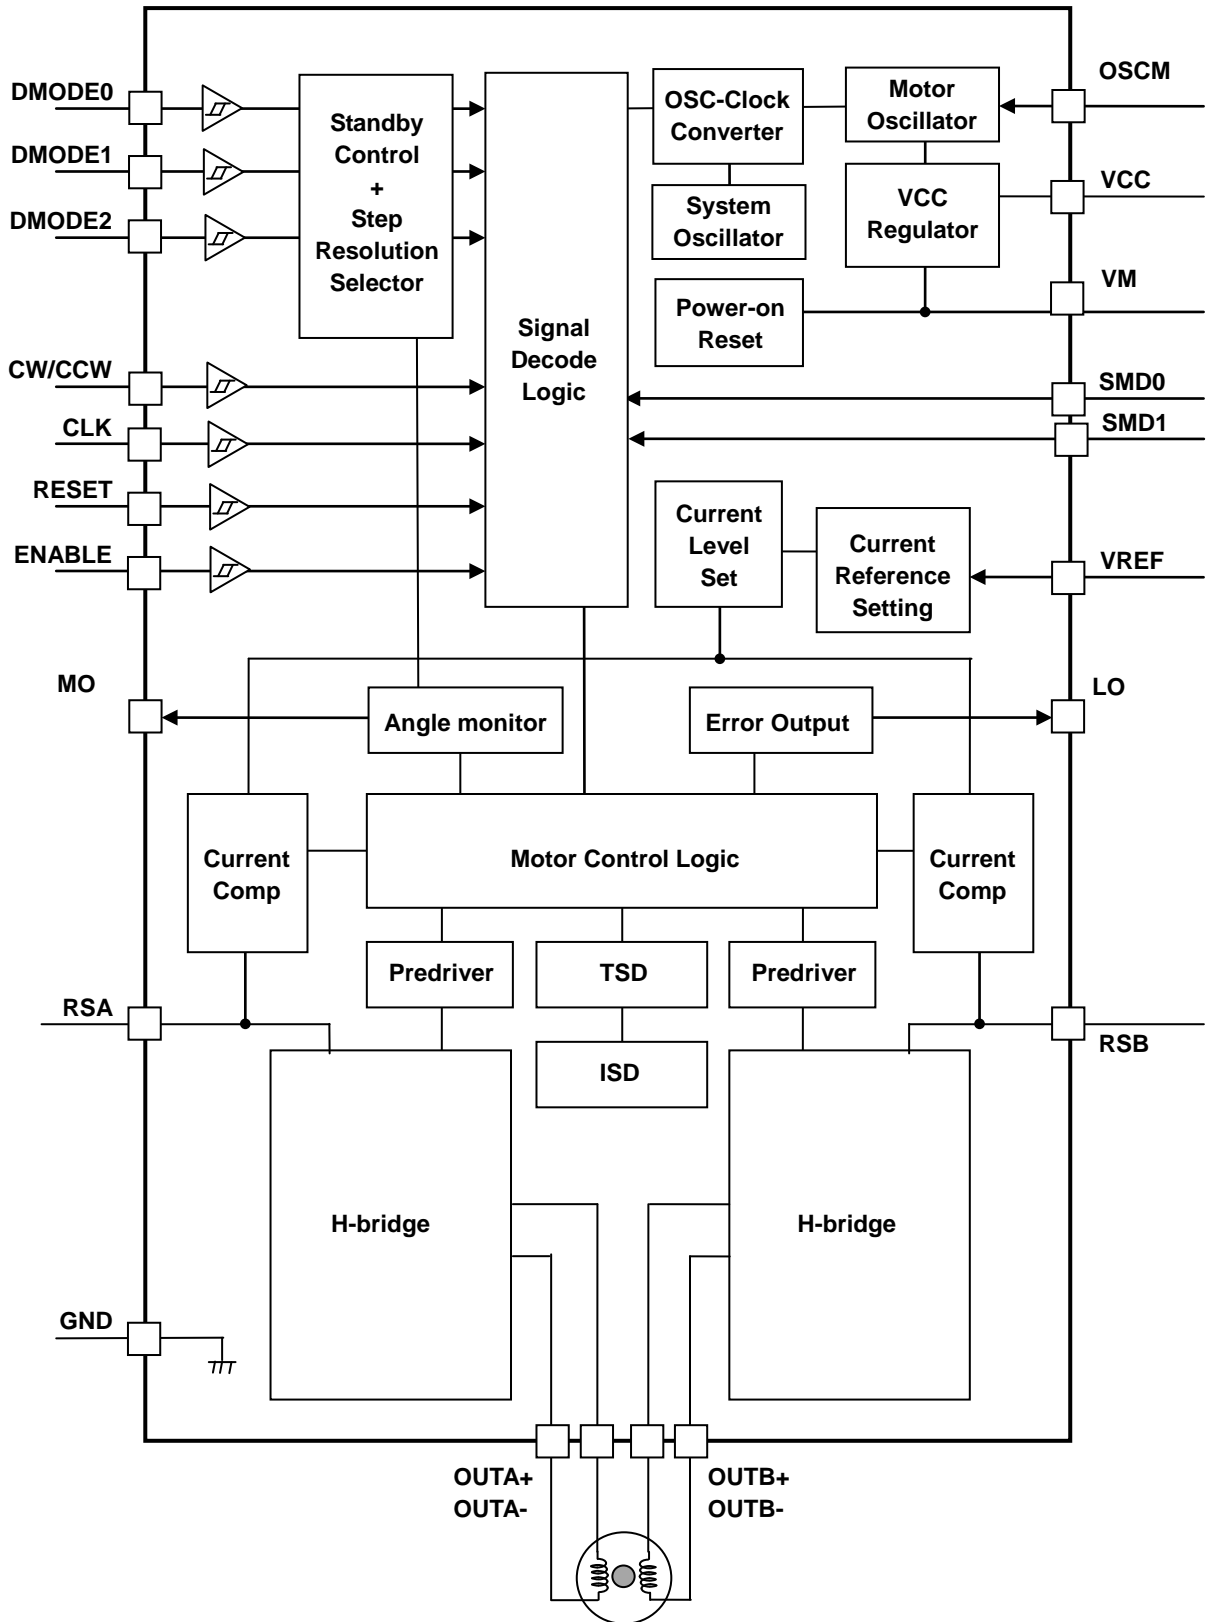 DMODE0
DMODE1
DMODE2
CW/CCW
CLK
RESET
ENABLE
MO
RSA
GND
Standby
Control
+
Step
Resolution
Selector
Signal
Decode
Logic
OSC-Clock
Converter
System
Oscillator
Motor
Oscillator
VCC
Regulator
Power-on
Reset
OSCM
VCC
VM
SMD0
SMD1
Current
Level
Set
Current
Reference
Setting
VREF
LO
Angle monitor
Error Output
Current
Comp
Motor Control Logic
Current
Comp
Predriver
TSD
Predriver
ISD
RSB
H-bridge
H-bridge
OUTA+
OUTA-
OUTB+
OUTB-